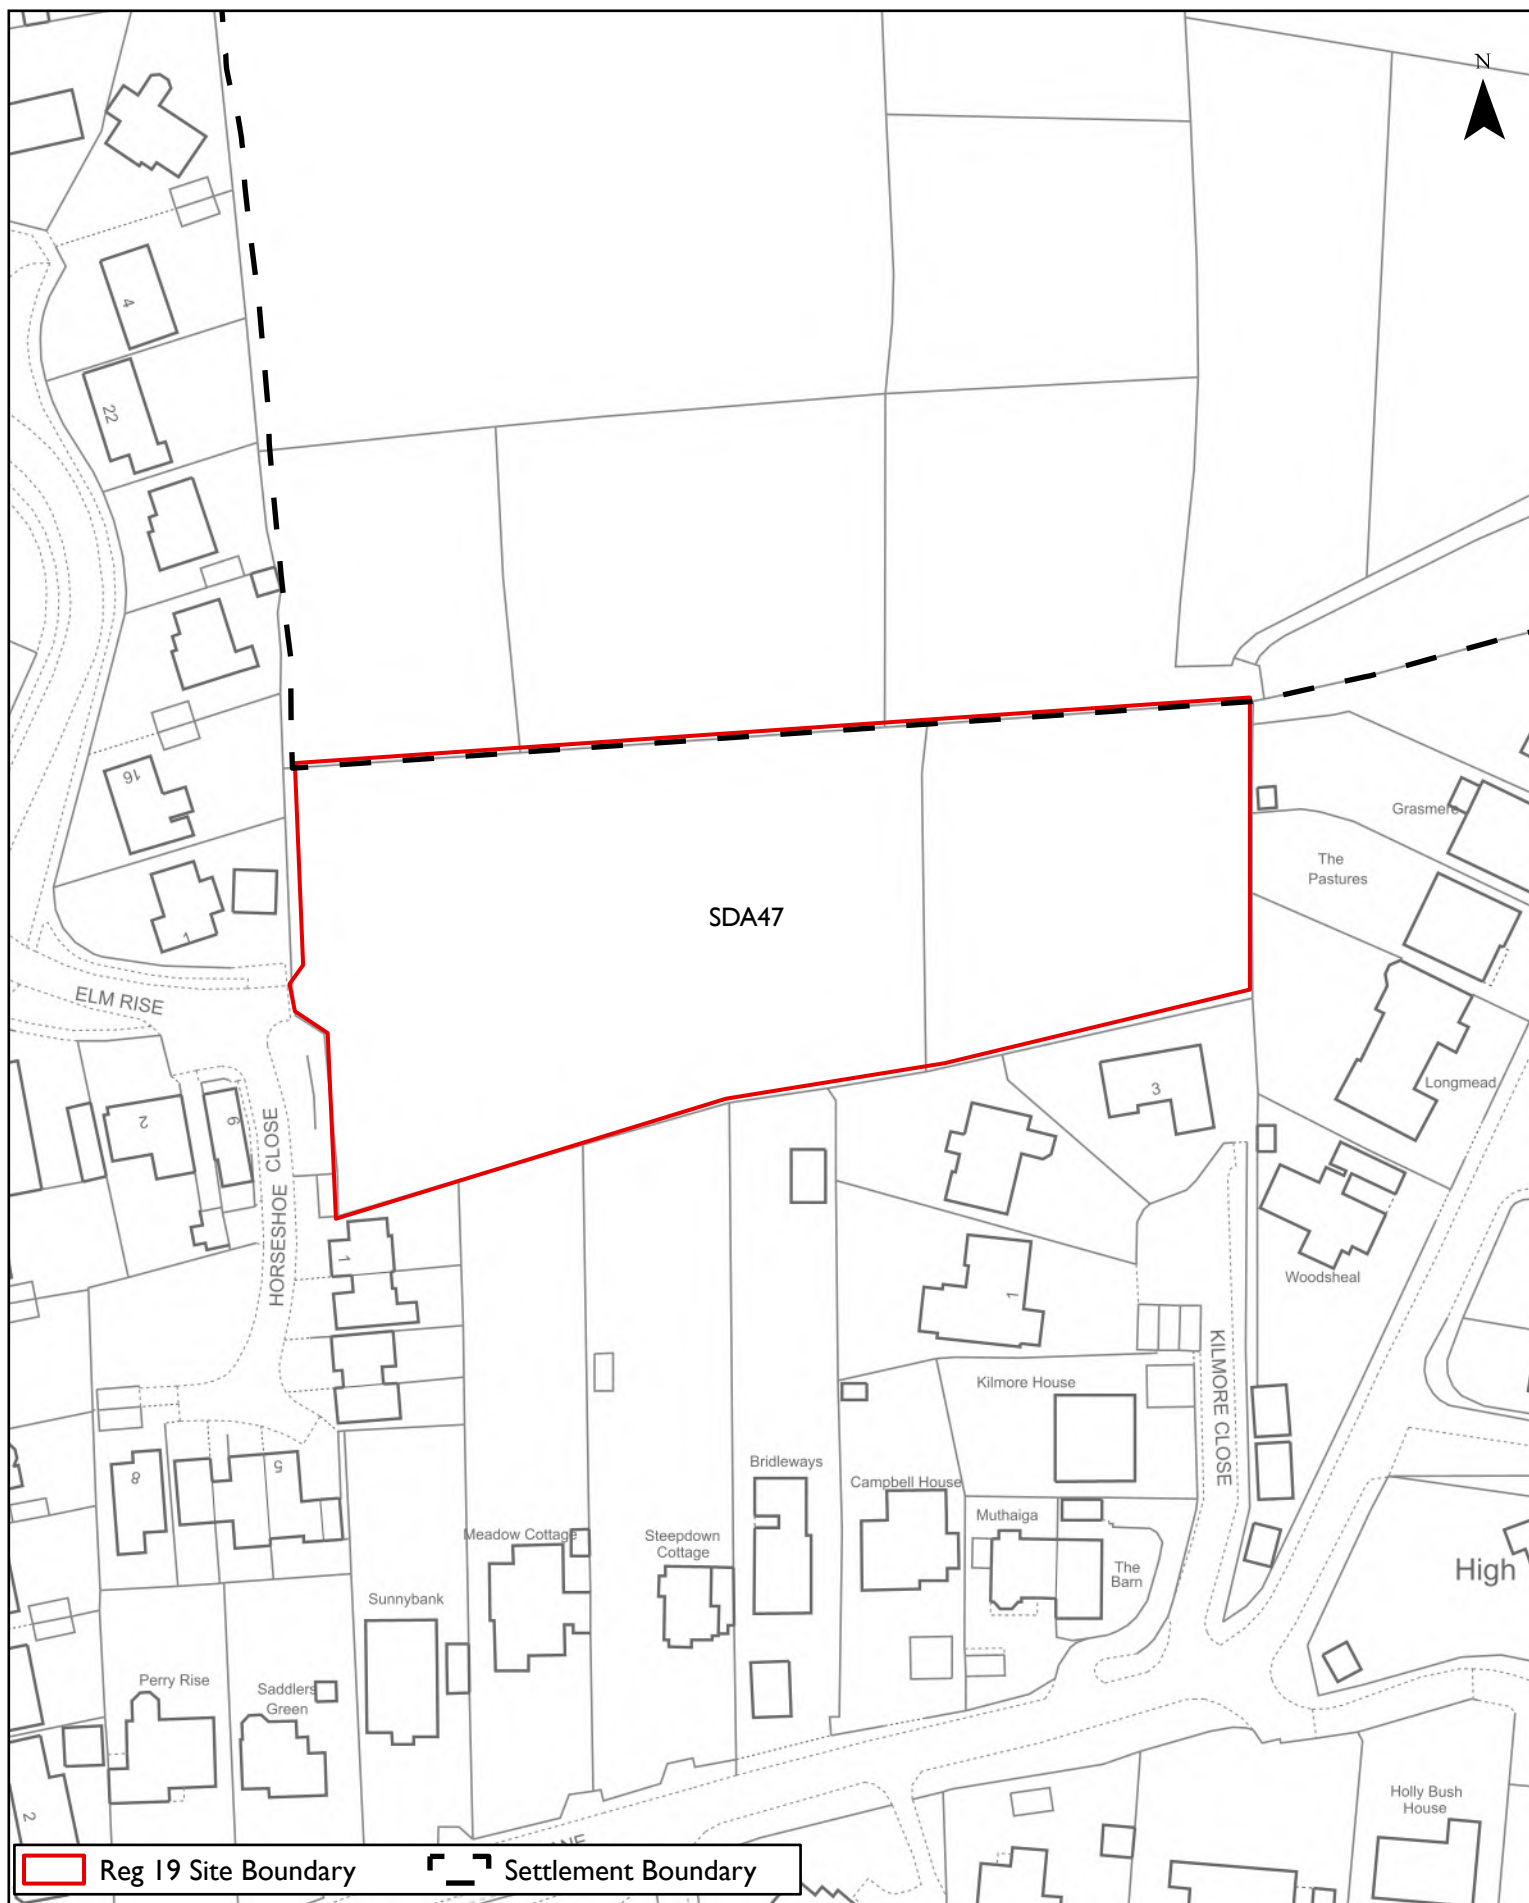 N
4
22
16
1
Grasmere
The
Pastures
SDA47
ELM RISE
Longmead
3
2
6
HORSESHOE CLOSE
1
1
Woodsheal
KILMORE CLOSE
Kilmore House
8
5
Bridleways
Campbell House
Muthaiga
Meadow Cottage
Steepdown
Cottage
The
Barn
High
Sunnybank
Perry Rise
Saddlers
Green
2
Holly Bush
House
Reg 19 Site Boundary
Settlement Boundary